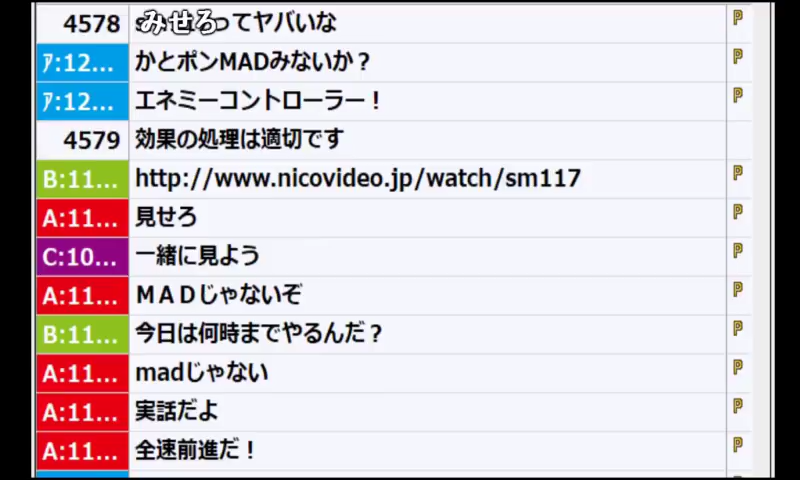 みせろ
4578 ってヤバいな P
ｱ:12... かとポンMADみないか？ P
ｱ:12... エネミーコントローラー！ P
4579 効果の処理は適切です
B:11... http://www.nicovideo.jp/watch/sm117 P
A:11... 見せろ P
C:10... 一緒に見よう P
A:11... ＭＡＤじゃないぞ P
B:11... 今日は何時までやるんだ？ P
A:11... madじゃない P
A:11... 実話だよ P
A:11... 全速前進だ！ P